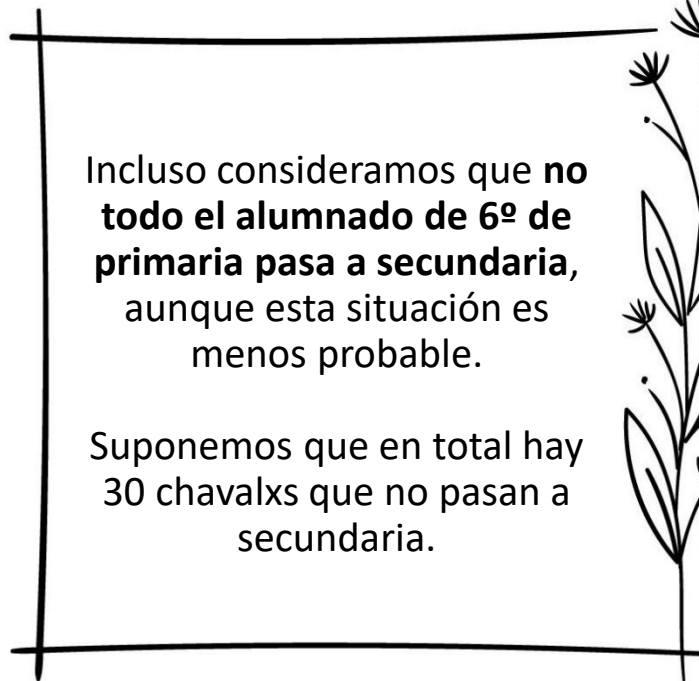 Incluso consideramos que no
todo el alumnado de 6º de
primaria pasa a secundaria,
aunque esta situación es
menos probable.
Suponemos que en total hay
30 chavalxs que no pasan a
secundaria.